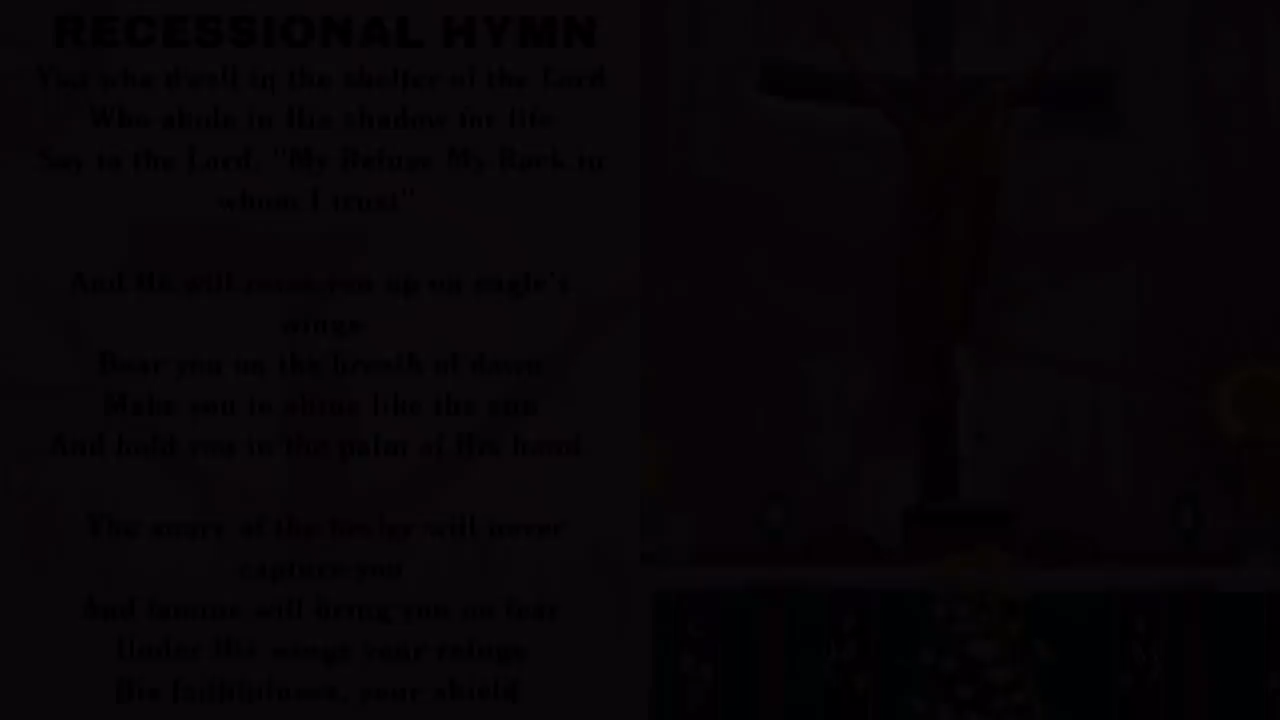 RECESSIONAL HYMN
You who dwell in the shelter of the Lord
Who abide in His shadow for life
Say to the Lord, "My Refuge My Rock in
whom I trust"
And He will raise you up on eagle's
wings
Bear you on the breath of dawn
Make you to shine like the sun
And hold you in the palm of His hand
The snare of the fowler will never
capture you
And famine will bring you no fear
Under His wings your refuge
His faithfulness, your shield